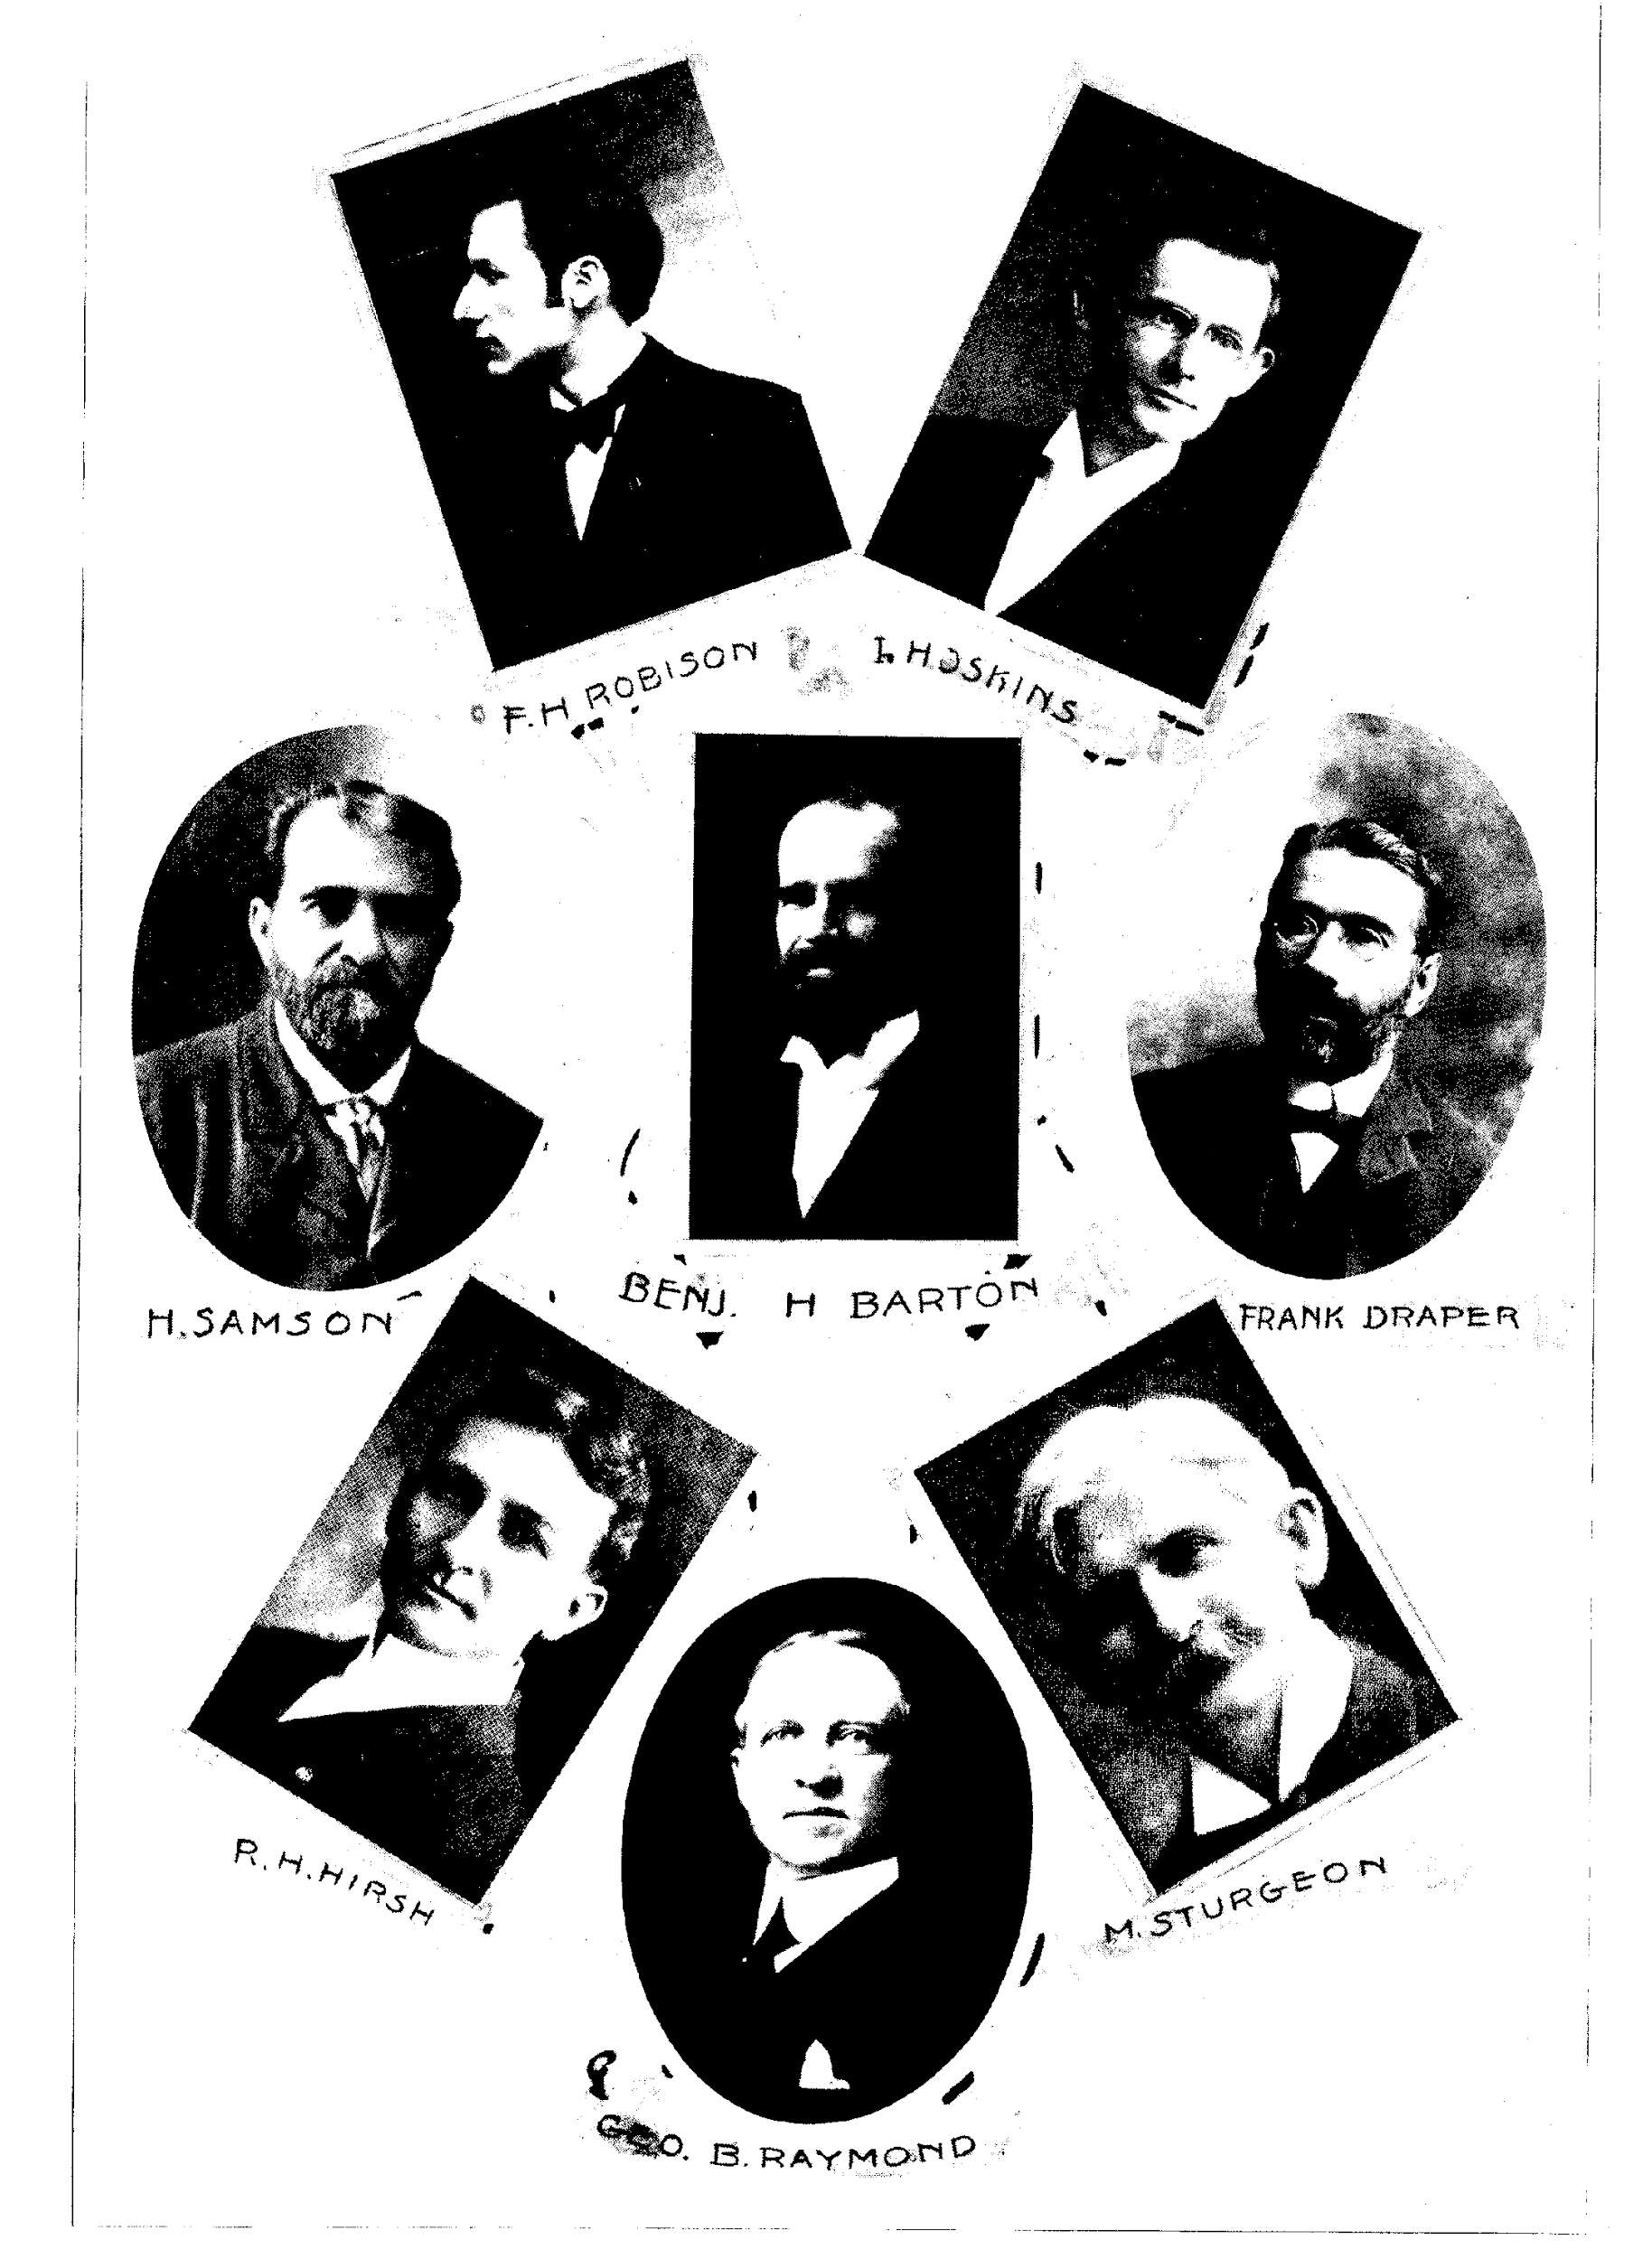 F. H ROBISON
I. HOSKINS
H. SAMSON
BENJ. H BARTON
FRANK DRAPER
R. H. HIRSH
M. STURGEON
GEO. B. RAYMOND